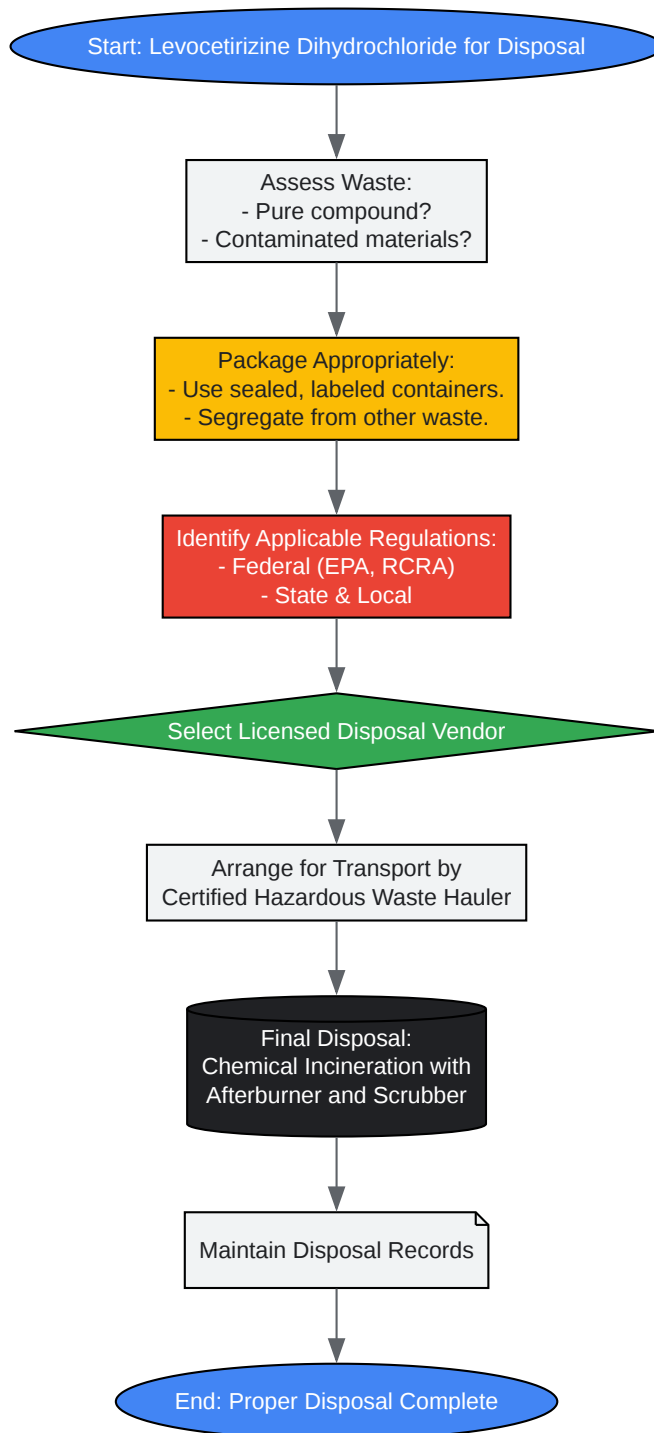 Start: Levocetirizine Dihydrochloride for Disposal
Assess Waste:
- Pure compound?
- Contaminated materials?
Package Appropriately:
- Use sealed, labeled containers.
- Segregate from other waste.
Identify Applicable Regulations:
- Federal (EPA, RCRA)
- State & Local
Select Licensed Disposal Vendor
Arrange for Transport by
Certified Hazardous Waste Hauler
Final Disposal:
Chemical Incineration with
Afterburner and Scrubber
Maintain Disposal Records
End: Proper Disposal Complete